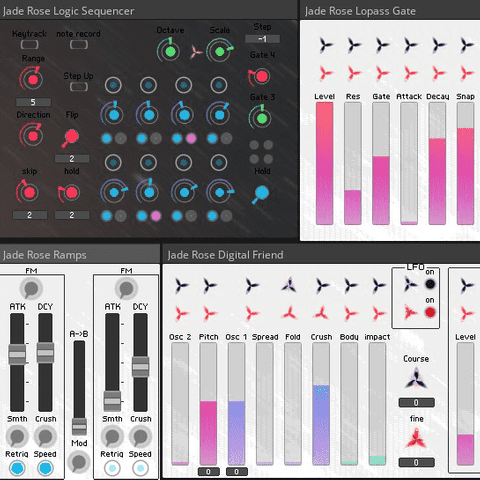 Jade Rose Logic Sequencer
Keytrack note record Octave Scale Step
-1
Range Gate 4
Step Up
5 Gate 3
Direction Flip
2
skip hold Hold
2 2
Jade Rose Lopass Gate
Level Res Gate Attack Decay Snap
Jade Rose Ramps
FM FM
ATK DCY ATK DCY
A->B
Smth Crush Smth Crush
Mod
Retrig Speed Retrig Speed
Jade Rose Digital Friend
LFO
on
on
Osc 2 Pitch Osc 1 Spread Fold Crush Body impact Level
Course
0
fine
0 0 0